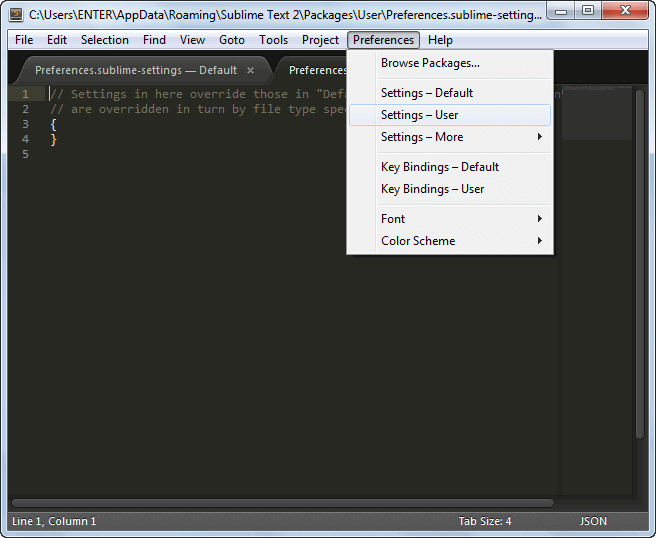 C:\Users\ENTER\AppData\Roaming\Sublime Text 2\Packages\User\Preferences.sublime-setting...
File Edit Selection Find View Goto Tools Project Preferences Help
Preferences.sublime-settings — Default × Preferences
Browse Packages...
Settings – Default
Settings – User
Settings – More
Key Bindings – Default
Key Bindings – User
Font
Color Scheme
1 // Settings in here override those in "Def
2 // are overridden in turn by file type spe
3 {
4 }
5
Line 1, Column 1 Tab Size: 4 JSON